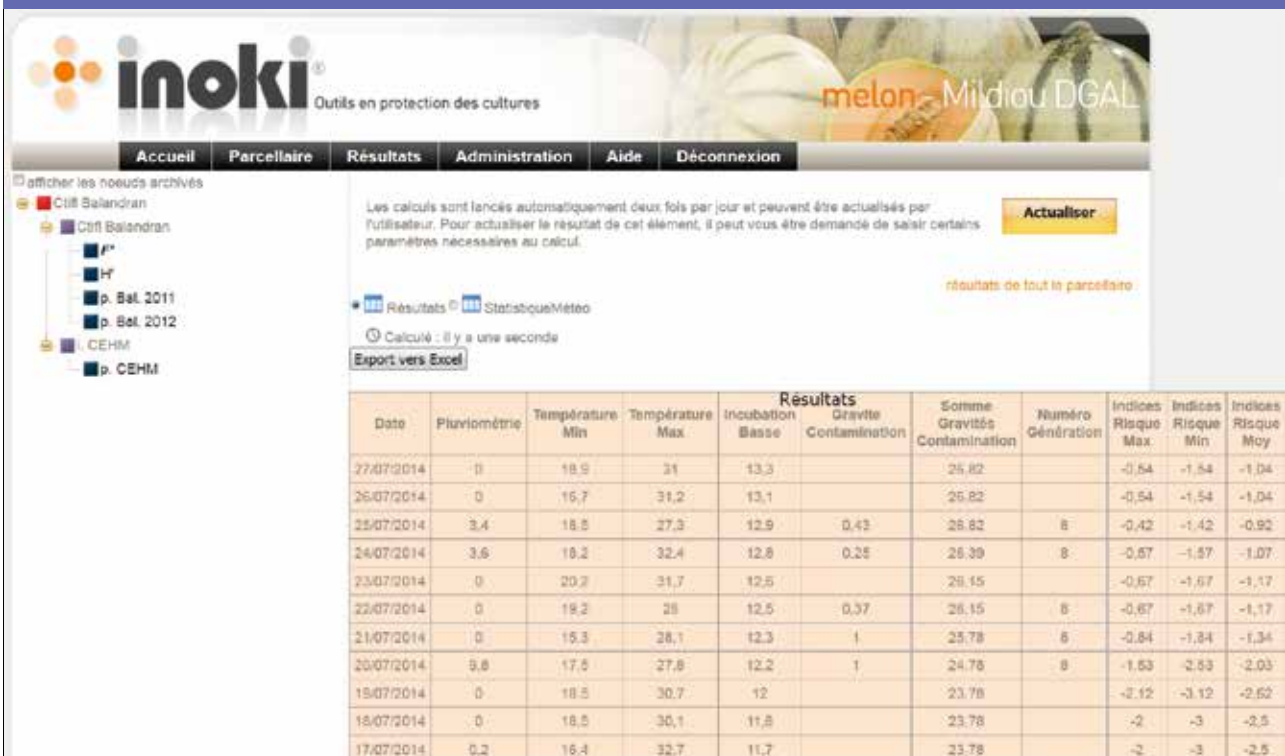 inoki®
Outils en protection des cultures
melon - Mildiou DGAL
Accueil Parcellaire Résultats Administration Aide Déconnexion
afficher les noeuds archivés
Ctifl Balandran
Ctifl Balandran
F'
H'
p. Bal. 2011
p. Bal. 2012
i. CEHM
p. CEHM
Les calculs sont lancés automatiquement deux fois par jour et peuvent être actualisés par
l'utilisateur. Pour actualiser le résultat de cet élément, il peut vous être demandé de saisir certains
paramètres nécessaires au calcul.
Actualiser
résultats de tout le parcellaire
Résultats StatistiqueMétéo
Calculé : il y a une seconde
Export vers Excel
Résultats
Date Pluviométrie Température Min Température Max Incubation Basse Gravite Contamination Somme Gravités Contamination Numéro Génération Indices Risque Max Indices Risque Min Indices Risque Moy
27/07/2014 0 18,9 31 13,3 26,82 -0,54 -1,54 -1,04
26/07/2014 0 16,7 31,2 13,1 26,82 -0,54 -1,54 -1,04
25/07/2014 3,4 18,5 27,3 12,9 0,43 26,82 8 -0,42 -1,42 -0,92
24/07/2014 3,6 18,2 32,4 12,8 0,25 26,39 8 -0,57 -1,57 -1,07
23/07/2014 0 20,2 31,7 12,6 26,15 -0,67 -1,67 -1,17
22/07/2014 0 19,2 25 12,5 0,37 26,15 8 -0,67 -1,67 -1,17
21/07/2014 0 15,3 28,1 12,3 1 25,78 8 -0,84 -1,84 -1,34
20/07/2014 9,8 17,5 27,8 12,2 1 24,78 8 -1,53 -2,53 -2,03
19/07/2014 0 18,5 30,7 12 23,78 -2,12 -3,12 -2,62
18/07/2014 0 18,5 30,1 11,8 23,78 -2 -3 -2,5
17/07/2014 0,2 16,4 32,7 11,7 23,78 -2 -3 -2,5